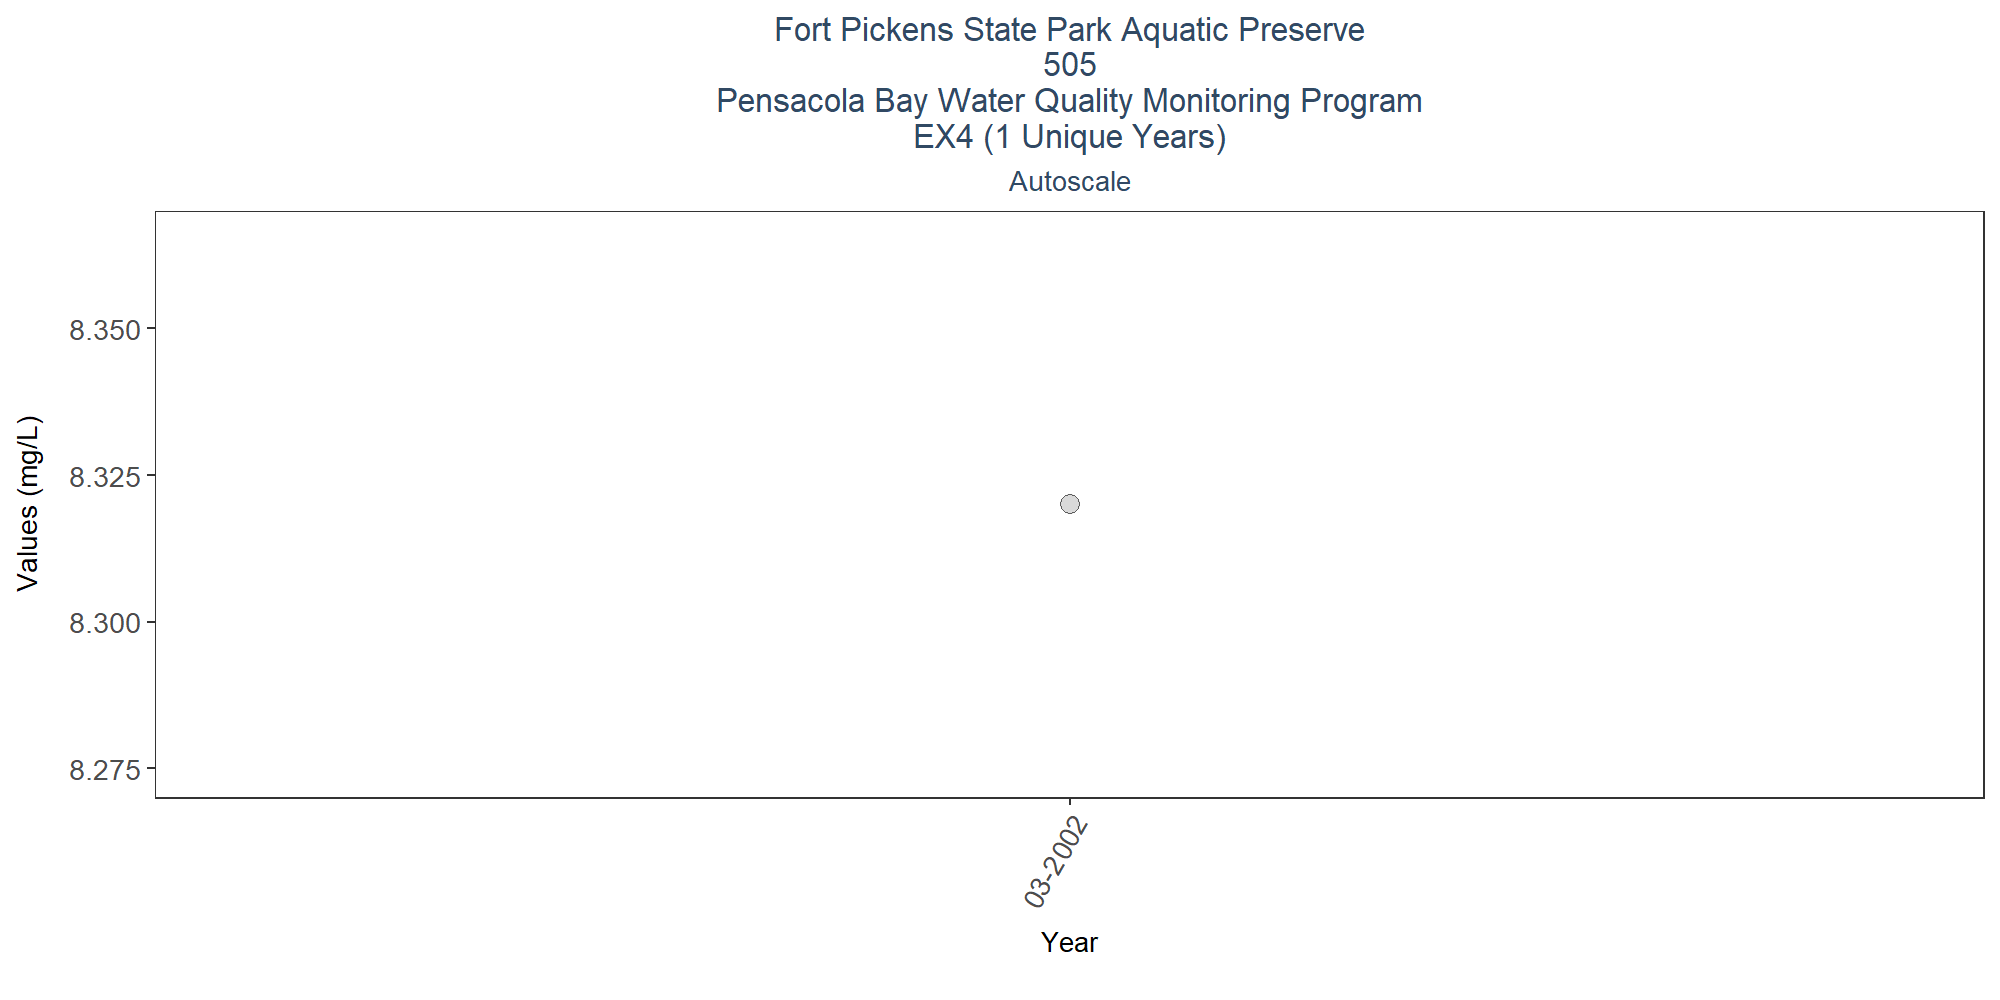 Fort Pickens State Park Aquatic Preserve
505
Pensacola Bay Water Quality Monitoring Program
EX4 (1 Unique Years)
Autoscale
8.350
8.325
8.300
8.275
Values (mg/L)
03-2002
Year